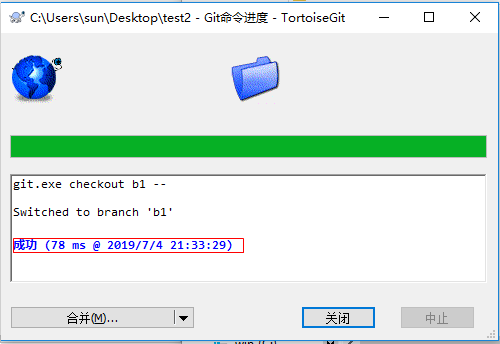 C:\Users\sun\Desktop\test2 - Git命令进度 - TortoiseGit
git.exe checkout b1 --
Switched to branch 'b1'
成功 (78 ms @ 2019/7/4 21:33:29)
合并(M)...
关闭
中止